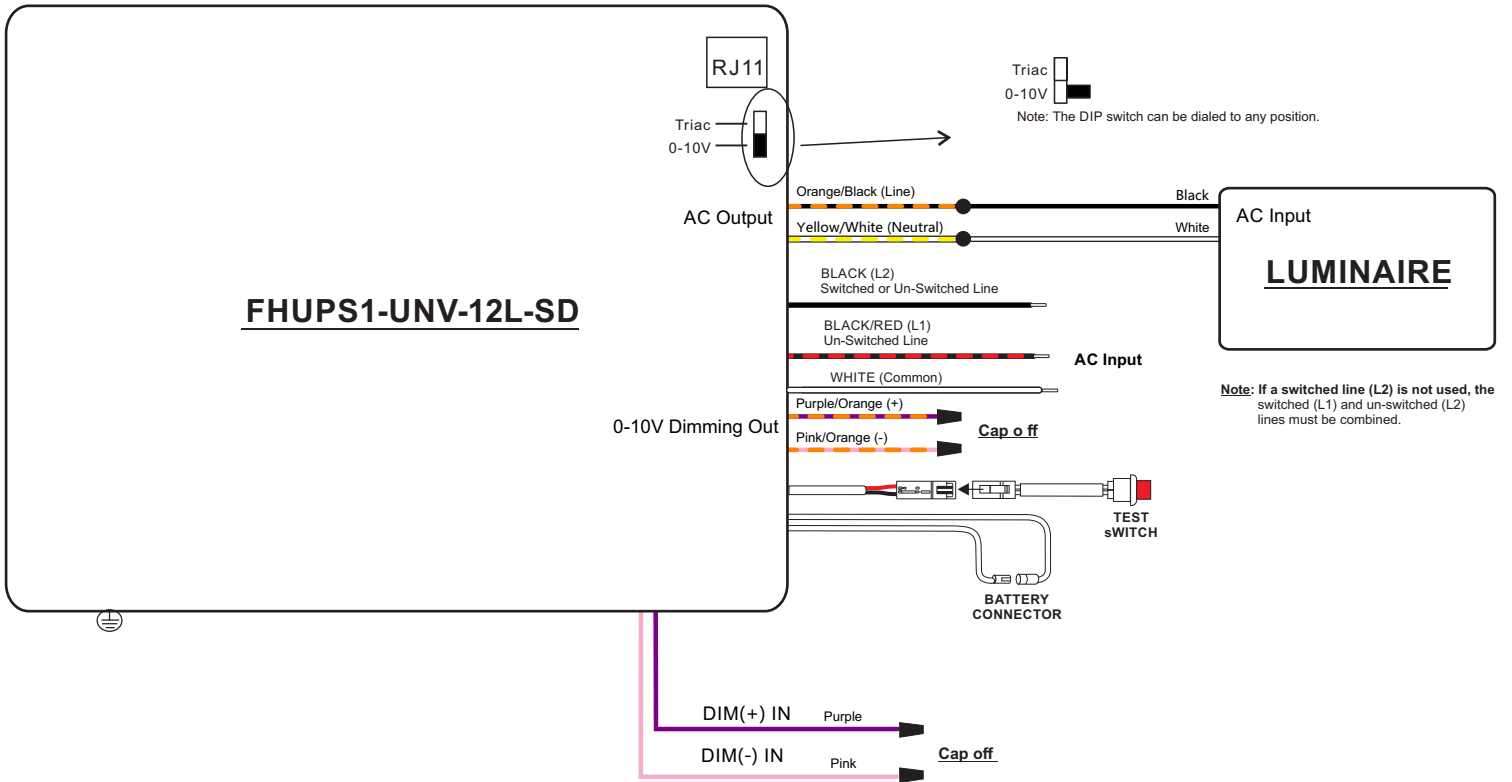 RJ11
Triac
0-10V
Triac
0-10V
Note: The DIP switch can be dialed to any position.
AC Output
Orange/Black (Line)
Yellow/White (Neutral)
Black
White
AC Input
LUMINAIRE
FHUPS1-UNV-12L-SD
BLACK (L2)
Switched or Un-Switched Line
BLACK/RED (L1)
Un-Switched Line
AC Input
WHITE (Common)
Note: If a switched line (L2) is not used, the
switched (L1) and un-switched (L2)
lines must be combined.
0-10V Dimming Out
Purple/Orange (+)
Pink/Orange (-)
Cap o ff
TEST
sWITCH
BATTERY
CONNECTOR
DIM(+) IN Purple
DIM(-) IN Pink
Cap off